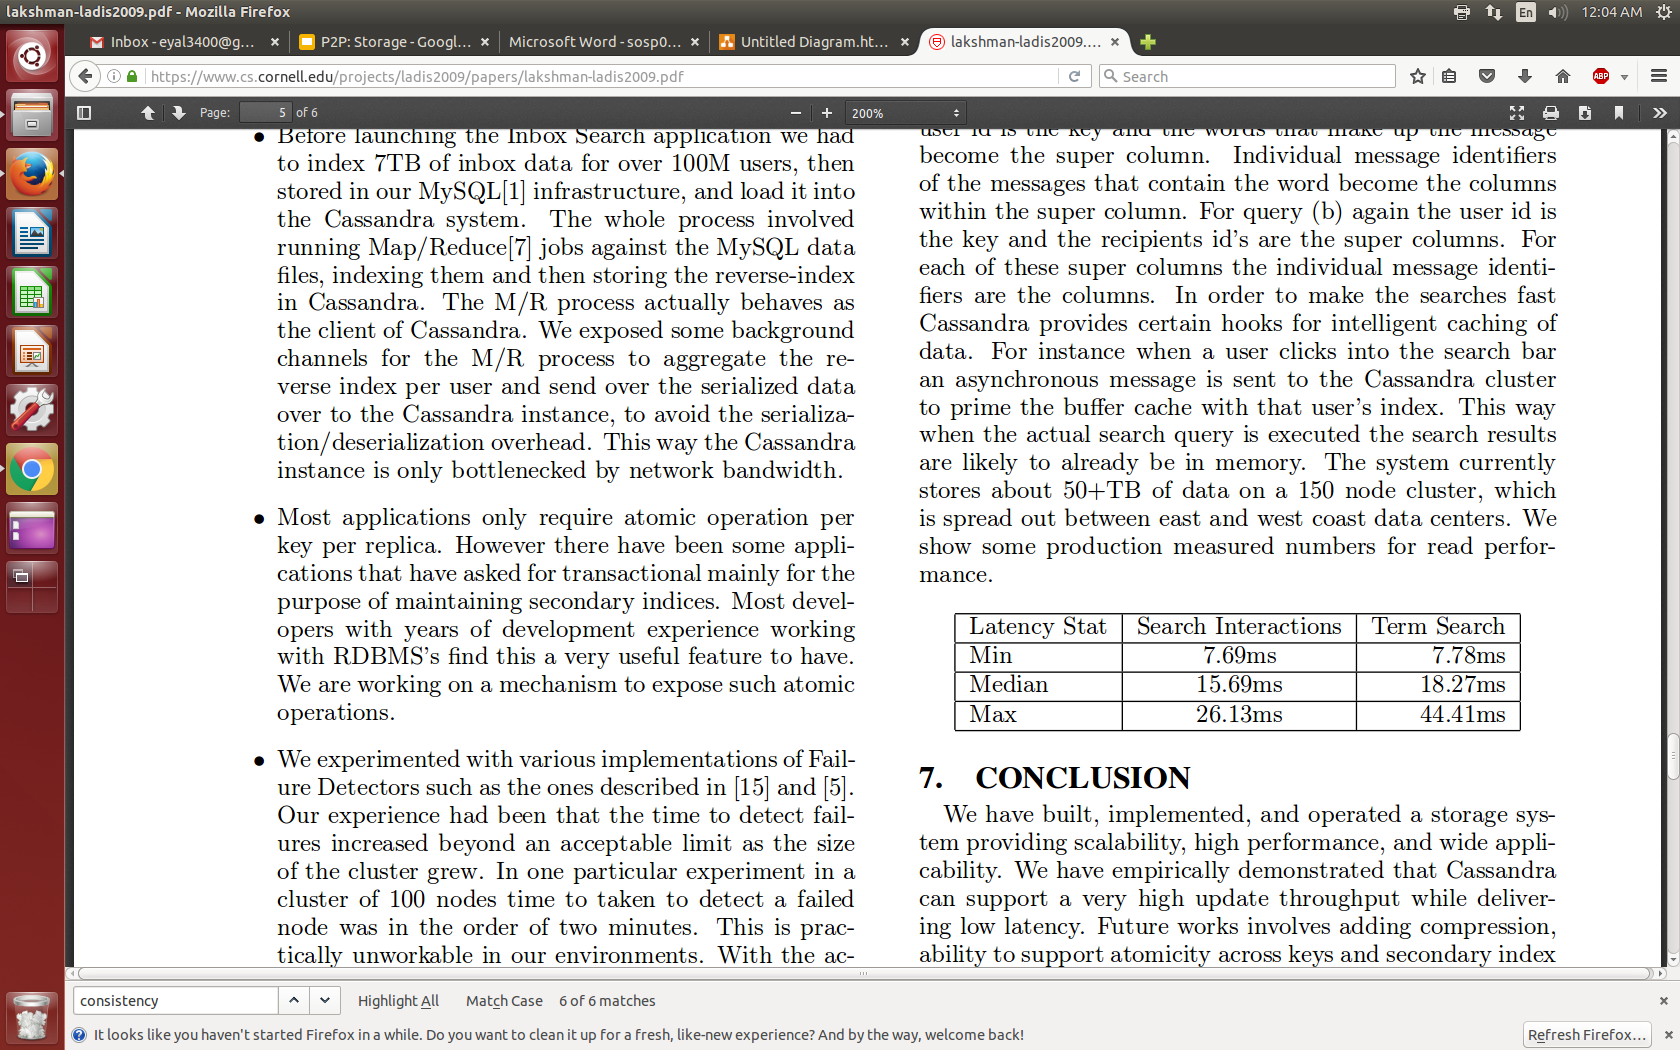 lakshman-ladis2009.pdf - Mozilla Firefox
En
12:04 AM
Inbox - eyal3400@g...
P2P: Storage - Googl...
Microsoft Word - sosp0...
Untitled Diagram.ht...
lakshman-ladis2009....
https://www.cs.cornell.edu/projects/ladis2009/papers/lakshman-ladis2009.pdf
Search
ABP
Page:
5
of 6
200%
• Before launching the Inbox Search application we had
to index 7TB of inbox data for over 100M users, then
stored in our MySQL[1] infrastructure, and load it into
the Cassandra system. The whole process involved
running Map/Reduce[7] jobs against the MySQL data
files, indexing them and then storing the reverse-index
in Cassandra. The M/R process actually behaves as
the client of Cassandra. We exposed some background
channels for the M/R process to aggregate the re-
verse index per user and send over the serialized data
over to the Cassandra instance, to avoid the serializa-
tion/deserialization overhead. This way the Cassandra
instance is only bottlenecked by network bandwidth.
• Most applications only require atomic operation per
key per replica. However there have been some appli-
cations that have asked for transactional mainly for the
purpose of maintaining secondary indices. Most devel-
opers with years of development experience working
with RDBMS's find this a very useful feature to have.
We are working on a mechanism to expose such atomic
operations.
• We experimented with various implementations of Fail-
ure Detectors such as the ones described in [15] and [5].
Our experience had been that the time to detect fail-
ures increased beyond an acceptable limit as the size
of the cluster grew. In one particular experiment in a
cluster of 100 nodes time to taken to detect a failed
node was in the order of two minutes. This is prac-
tically unworkable in our environments. With the ac-
user id is the key and the words that make up the message
become the super column. Individual message identifiers
of the messages that contain the word become the columns
within the super column. For query (b) again the user id is
the key and the recipients id's are the super columns. For
each of these super columns the individual message identi-
fiers are the columns. In order to make the searches fast
Cassandra provides certain hooks for intelligent caching of
data. For instance when a user clicks into the search bar
an asynchronous message is sent to the Cassandra cluster
to prime the buffer cache with that user's index. This way
when the actual search query is executed the search results
are likely to already be in memory. The system currently
stores about 50+TB of data on a 150 node cluster, which
is spread out between east and west coast data centers. We
show some production measured numbers for read perfor-
mance.
Latency Stat Search Interactions Term Search
Min 7.69ms 7.78ms
Median 15.69ms 18.27ms
Max 26.13ms 44.41ms
7. CONCLUSION
We have built, implemented, and operated a storage sys-
tem providing scalability, high performance, and wide appli-
cability. We have empirically demonstrated that Cassandra
can support a very high update throughput while deliver-
ing low latency. Future works involves adding compression,
ability to support atomicity across keys and secondary index
consistency
Highlight All
Match Case
6 of 6 matches
It looks like you haven't started Firefox in a while. Do you want to clean it up for a fresh, like-new experience? And by the way, welcome back!
Refresh Firefox...